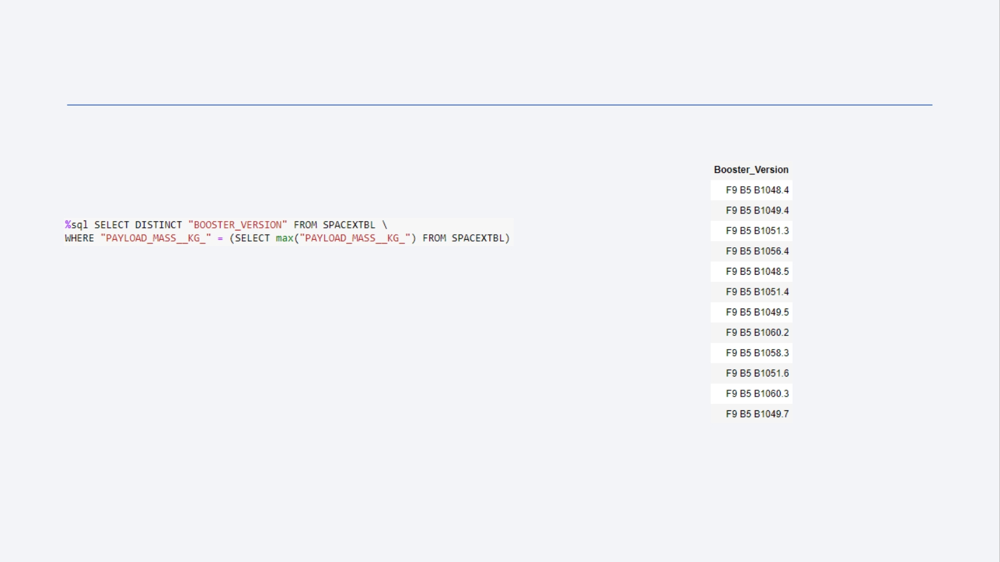 %sql SELECT DISTINCT "BOOSTER_VERSION" FROM SPACEXTBL \
WHERE "PAYLOAD_MASS__KG_" = (SELECT max("PAYLOAD_MASS__KG_") FROM SPACEXTBL)
Booster_Version
F9 B5 B1048.4
F9 B5 B1049.4
F9 B5 B1051.3
F9 B5 B1056.4
F9 B5 B1048.5
F9 B5 B1051.4
F9 B5 B1049.5
F9 B5 B1060.2
F9 B5 B1058.3
F9 B5 B1051.6
F9 B5 B1060.3
F9 B5 B1049.7